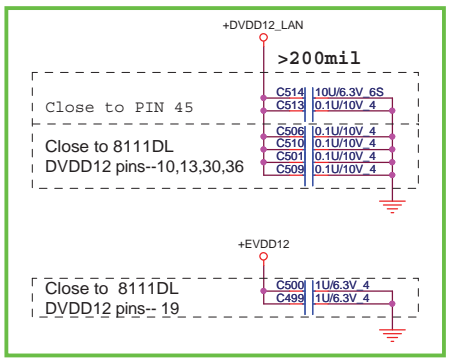 +DVDD12_LAN
>200mil
C514 10U/6.3V_6S
Close to PIN 45 C513 0.1U/10V_4
C506 0.1U/10V_4
Close to 8111DL C510 0.1U/10V_4
DVDD12 pins--10,13,30,36 C501 0.1U/10V_4
C509 0.1U/10V_4
+EVDD12
Close to 8111DL C500 1U/6.3V_4
DVDD12 pins-- 19 C499 1U/6.3V_4